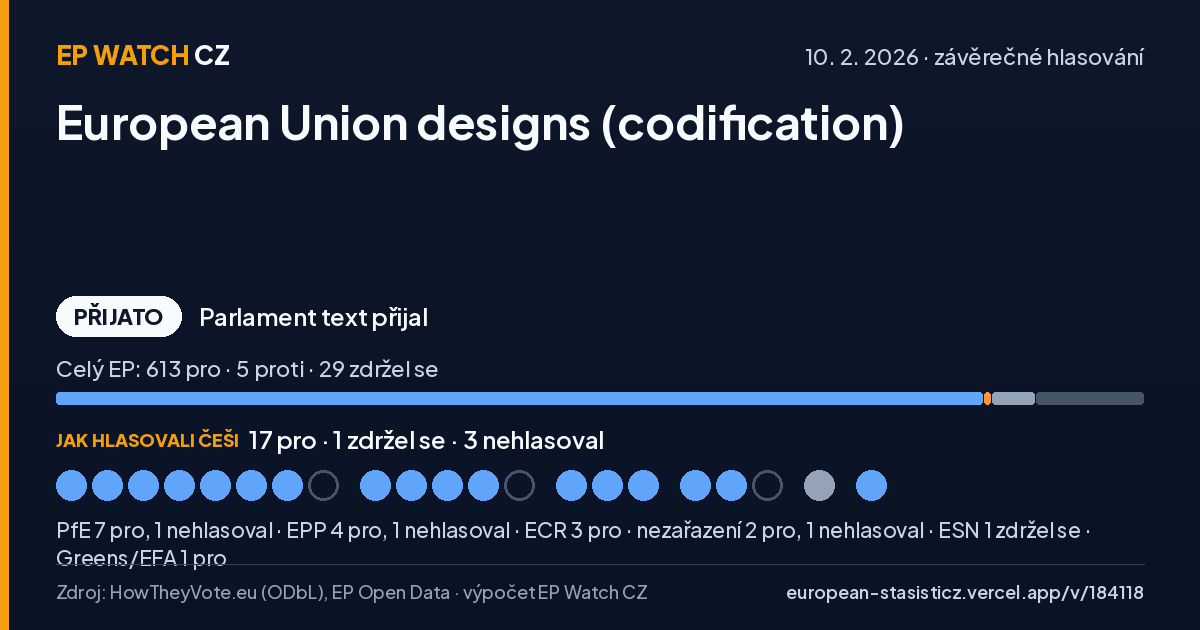 EP WATCH CZ
10. 2. 2026 · závěrečné hlasování
European Union designs (codification)
PŘIJATO Parlament text přijal
Celý EP: 613 pro · 5 proti · 29 zdržel se
JAK HLASOVALI ČEŠI 17 pro · 1 zdržel se · 3 nehlasoval
PfE 7 pro, 1 nehlasoval · EPP 4 pro, 1 nehlasoval · ECR 3 pro · nezařazení 2 pro, 1 nehlasoval · ESN 1 zdržel se ·
Greens/EFA 1 pro
Zdroj: HowTheyVote.eu (ODbL), EP Open Data · výpočet EP Watch CZ
european-stasisticz.vercel.app/v/184118